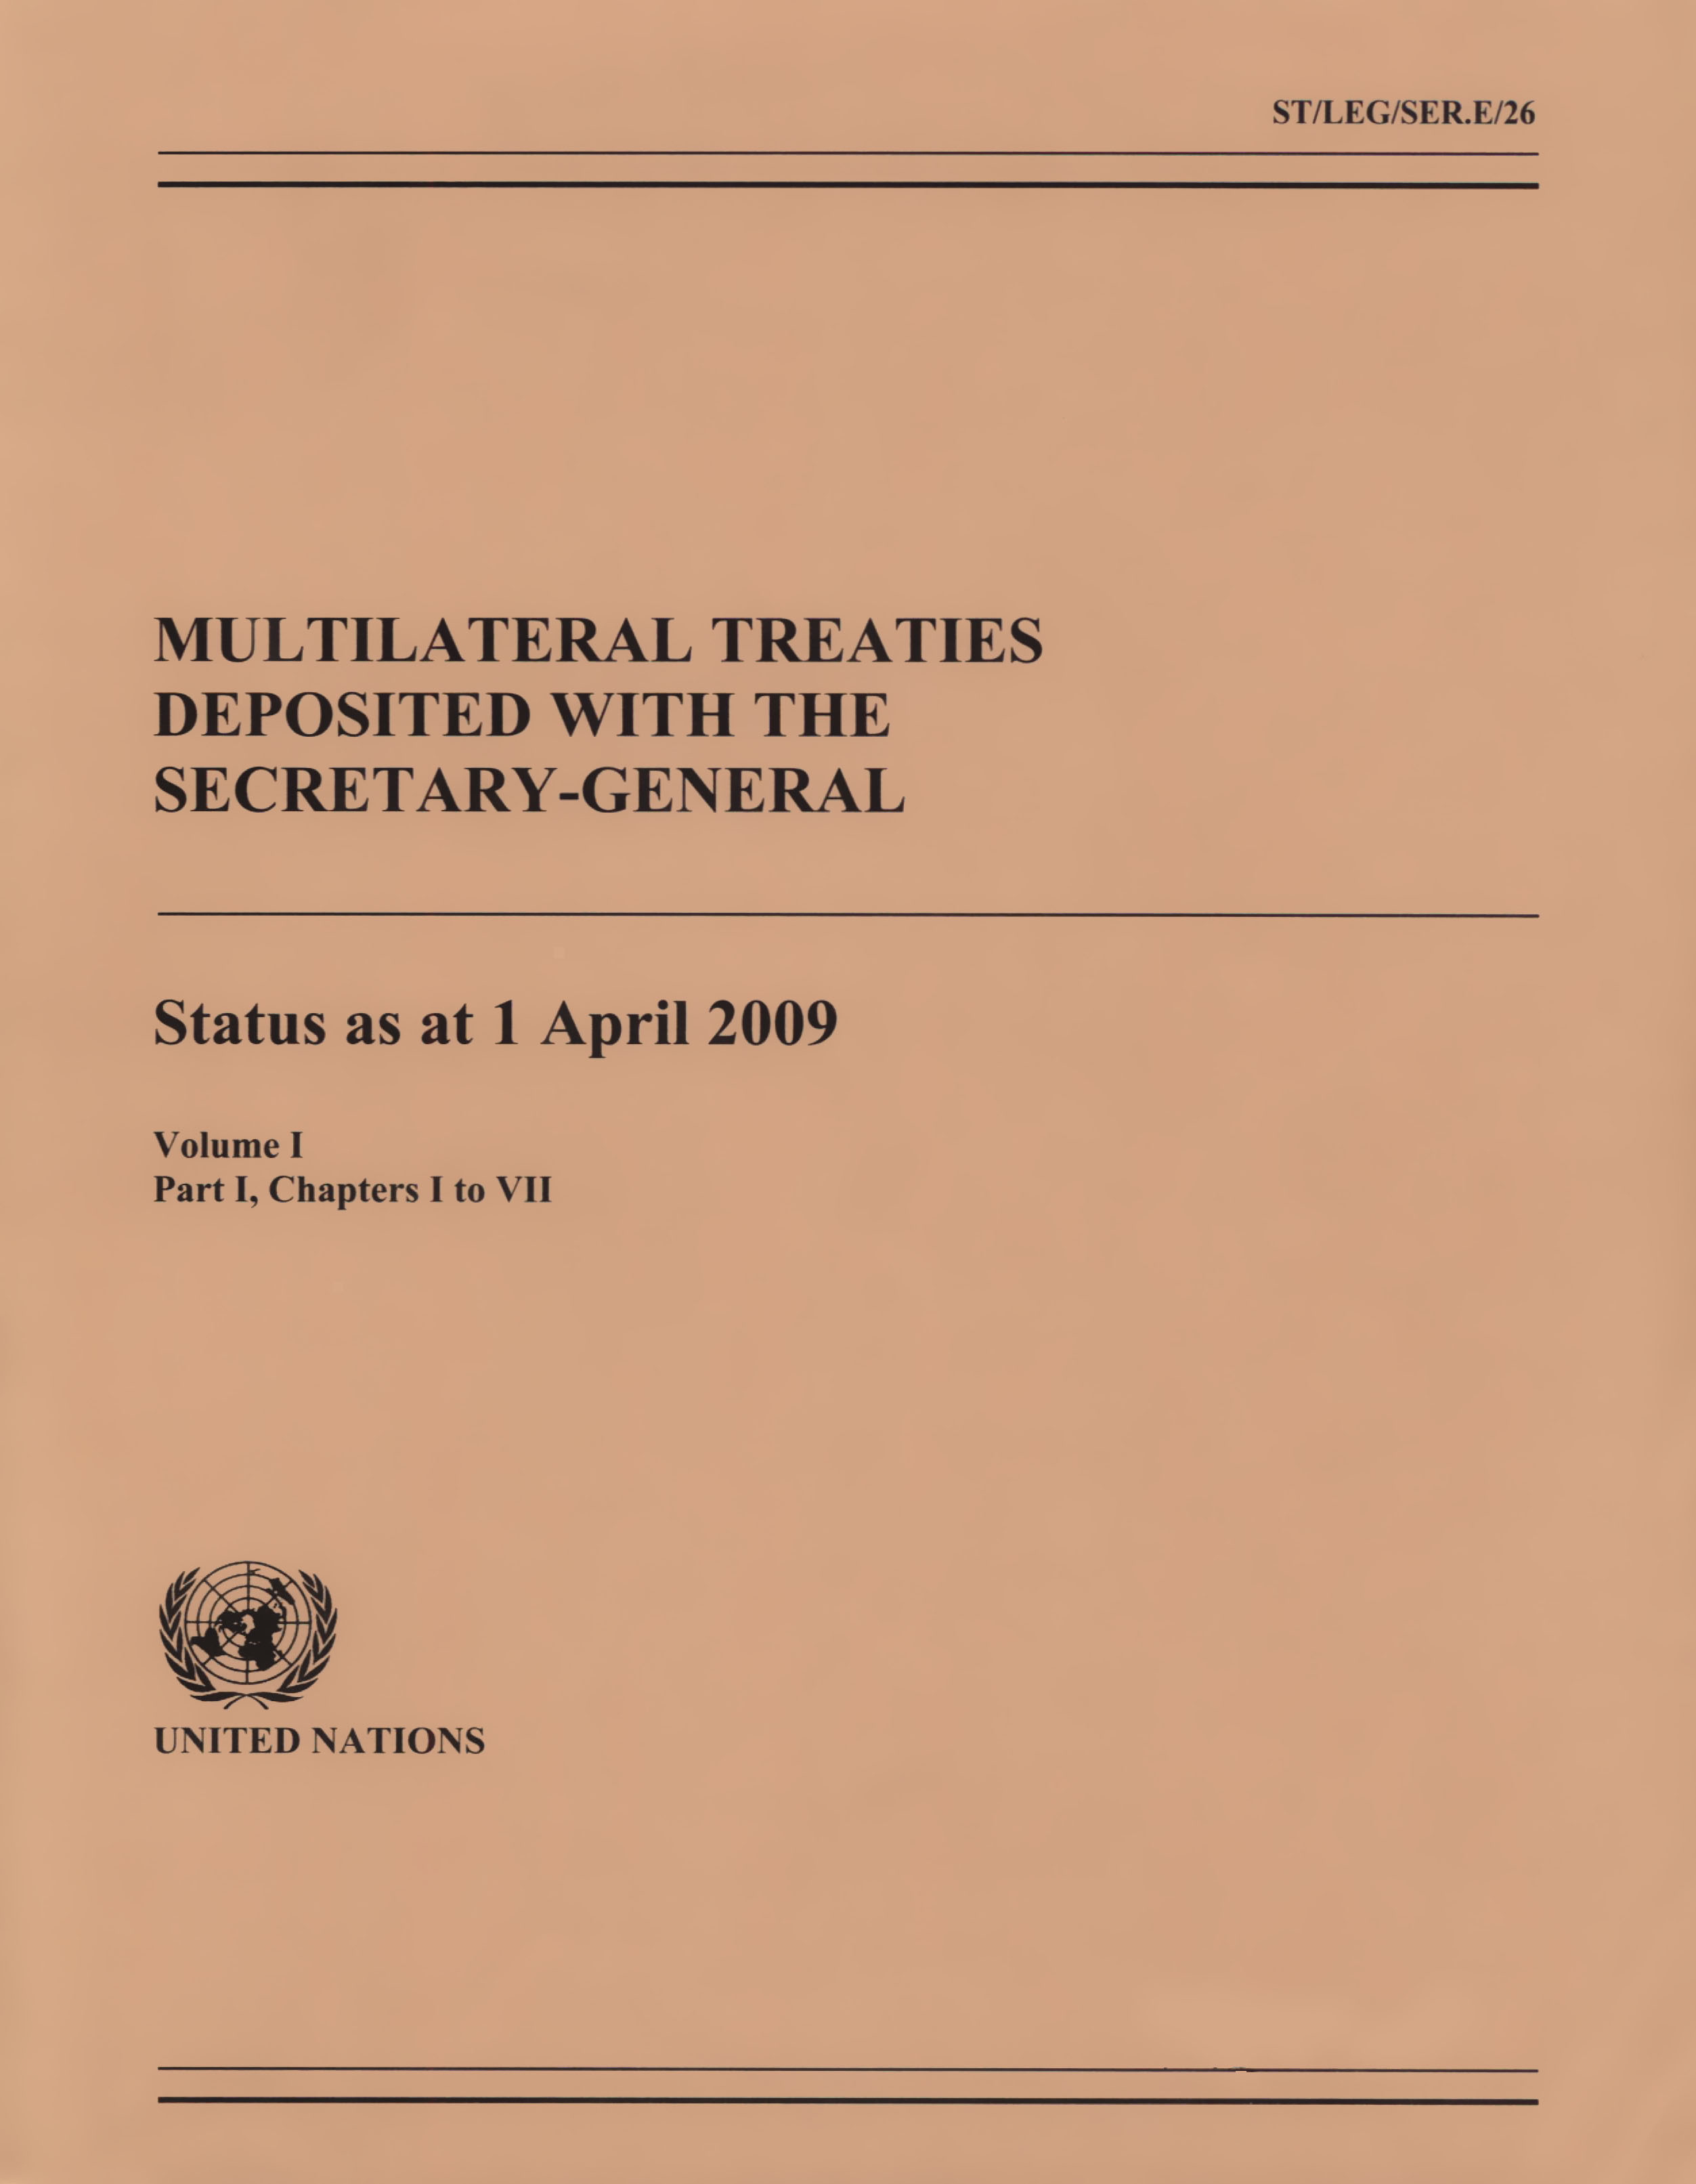 ST/LEG/SER.E/26
MULTILATERAL TREATIES
DEPOSITED WITH THE
SECRETARY-GENERAL
Status as at 1 April 2009
Volume I
Part I, Chapters I to VII
UNITED NATIONS